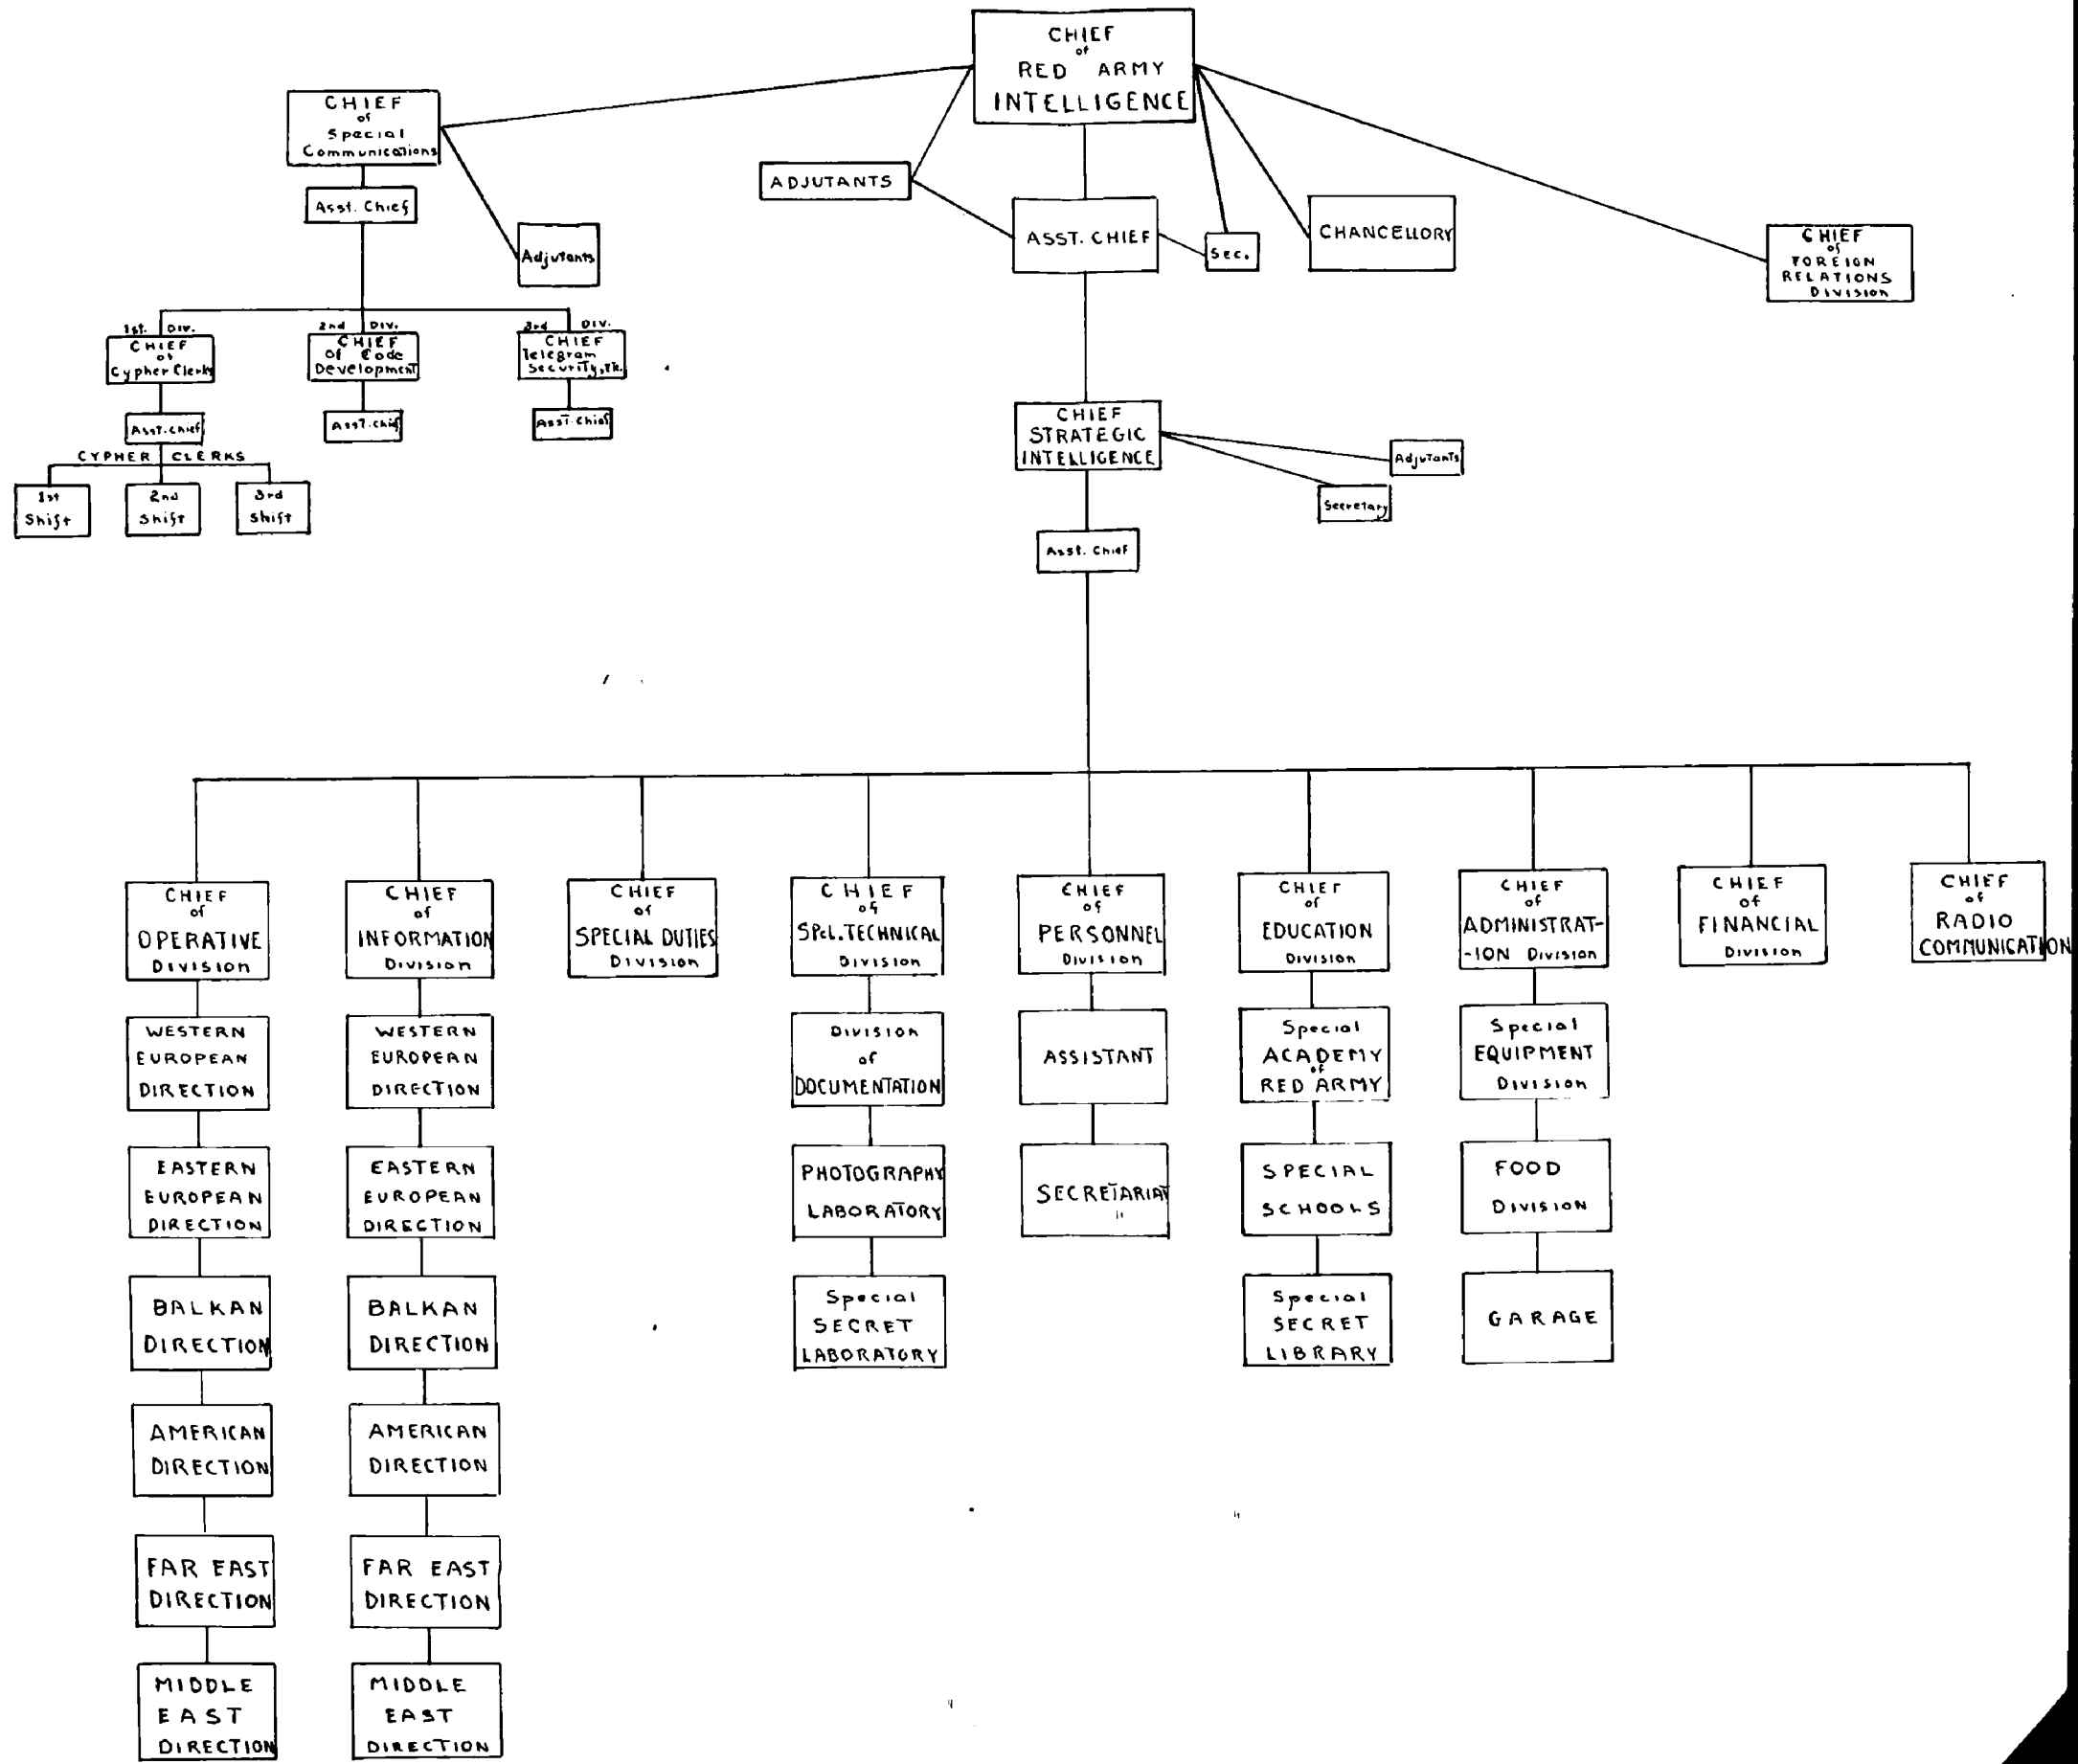 CHIEF
of
RED ARMY
INTELLIGENCE
CHIEF
of
Special
Communications
Asst. Chief
Adjutants
ADJUTANTS
ASST. CHIEF
Sec.
CHANCELLORY
CHIEF
of
FOREIGN
RELATIONS
DIVISION
1st. DIV.
CHIEF
of
Cypher Clerks
Asst. Chief
2nd DIV.
CHIEF
Of Code
Development
Asst. Chief
3rd DIV.
CHIEF
Telegram
Security, etc.
Asst. Chief
CYPHER CLERKS
1st
Shift
2nd
Shift
3rd
Shift
CHIEF
STRATEGIC
INTELLIGENCE
Adjutants
Secretary
Asst. Chief
CHIEF
of
OPERATIVE
Division
WESTERN
EUROPEAN
DIRECTION
EASTERN
EUROPEAN
DIRECTION
BALKAN
DIRECTION
AMERICAN
DIRECTION
FAR EAST
DIRECTION
MIDDLE
EAST
DIRECTION
CHIEF
of
INFORMATION
Division
WESTERN
EUROPEAN
DIRECTION
EASTERN
EUROPEAN
DIRECTION
BALKAN
DIRECTION
AMERICAN
DIRECTION
FAR EAST
DIRECTION
MIDDLE
EAST
DIRECTION
CHIEF
of
SPECIAL DUTIES
Division
CHIEF
of
SPcL. TECHNICAL
Division
Division
of
DOCUMENTATION
PHOTOGRAPHY
LABORATORY
Special
SECRET
LABORATORY
CHIEF
of
PERSONNEL
Division
ASSISTANT
SECRETARIAT
CHIEF
of
EDUCATION
Division
Special
ACADEMY
of
RED ARMY
SPECIAL
SCHOOLS
Special
SECRET
LIBRARY
CHIEF
of
ADMINISTRAT-
-ION Division
Special
EQUIPMENT
Division
FOOD
Division
GARAGE
CHIEF
of
FINANCIAL
Division
CHIEF
of
RADIO
COMMUNICATION